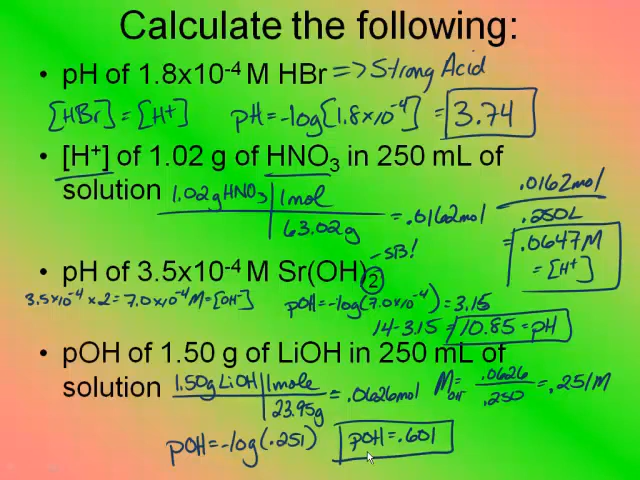 Calculate the following:
• pH of 1.8x10⁻⁴ M HBr => Strong Acid
[HBr] = [H⁺] pH = -log[1.8x10⁻⁴] = 3.74
• [H⁺] of 1.02 g of HNO₃ in 250 mL of
solution 1.02g HNO₃ | 1mol
63.02g = .0162mol
.0162mol
.250L
= .0647M
= [H⁺]
- SB!
• pH of 3.5x10⁻⁴ M Sr(OH)₂
3.5x10⁻⁴ x 2 = 7.0x10⁻⁴ M = [OH⁻] pOH = -log(7.0x10⁻⁴) = 3.15
14 - 3.15 = 10.85 = pH
• pOH of 1.50 g of LiOH in 250 mL of
solution 1.50g LiOH | 1mole
23.95g = .0626mol M OH = .0626
.250 = .251M
pOH = -log(.251) pOH = .601